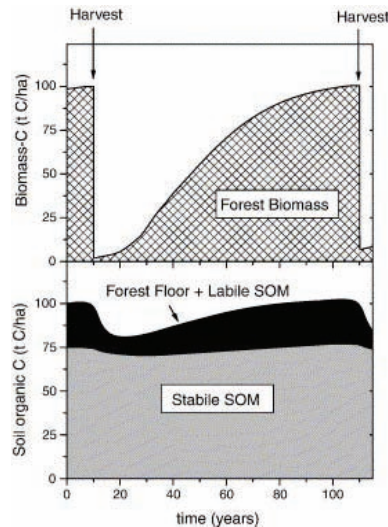 Harvest
Harvest
Biomass-C (t C/ha)
100
75
50
25
0
Forest Biomass
Soil organic C (t C/ha)
100
75
50
25
0
Forest Floor + Labile SOM
Stabile SOM
0
20
40
60
80
100
time (years)